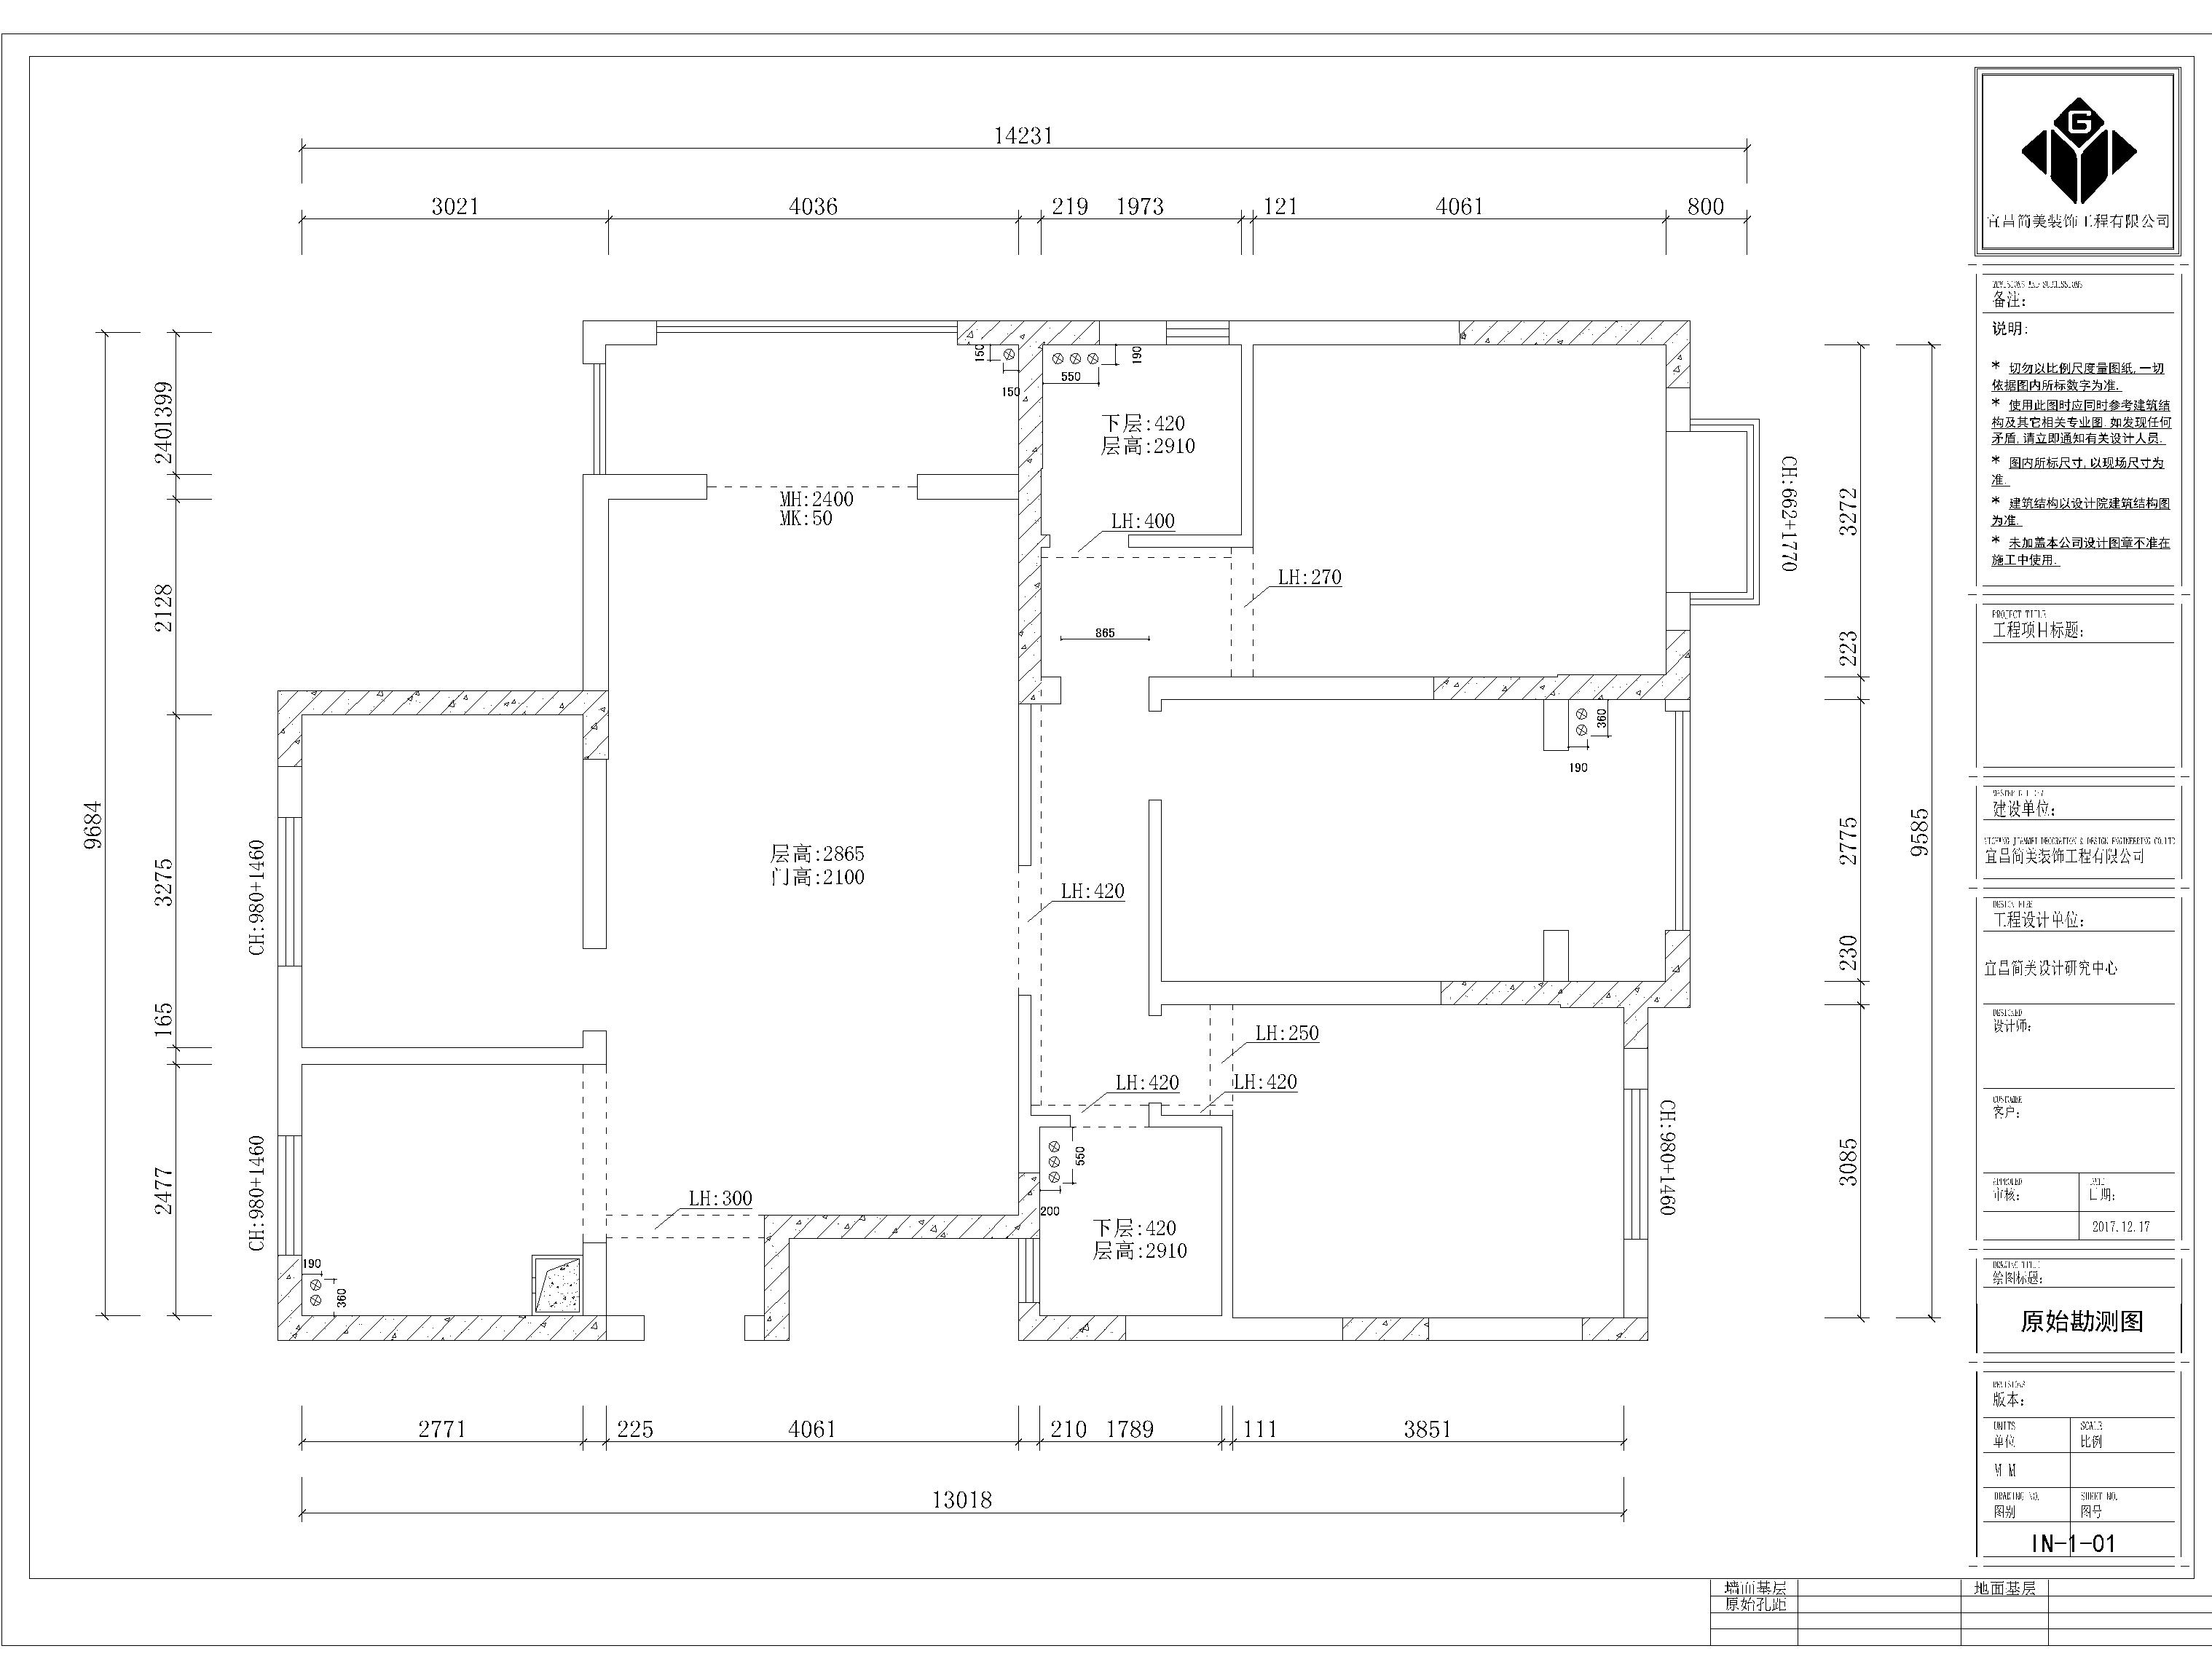 14231
3021
4036
219
1973
121
4061
800
9684
1399
240
2128
3275
165
2477
150
150
550
190
下层:420
层高:2910
MH:2400
MK:50
LH:400
LH:270
865
CH:662+1770
3272
223
2775
230
3085
9585
360
190
CH:980+1460
层高:2865
门高:2100
LH:420
LH:250
LH:420
LH:420
CH:980+1460
CH:980+1460
LH:300
550
200
下层:420
层高:2910
190
360
2771
225
4061
210
1789
111
3851
13018
G
宜昌简美装饰工程有限公司
备注:
说明:
* 切勿以比例尺度量图纸,一切
依据图内所标数字为准.
* 使用此图时应同时参考建筑结
构及其它相关专业图.如发现任何
矛盾,请立即通知有关设计人员.
* 图内所标尺寸,以现场尺寸为
准.
* 建筑结构以设计院建筑结构图
为准.
* 未加盖本公司设计图章不准在
施工中使用.
PROJECT TITLE
工程项目标题:
建设单位:
宜昌简美装饰工程有限公司
工程设计单位:
宜昌简美设计研究中心
DESIGNED
设计师:
客户:
APPROVED
审核:
DATE
日期:
2017.12.17
DRAWING TITLE
绘图标题:
原始勘测图
REVISIONS
版本:
UNITS
单位
SCALE
比例
M M
DRAWING NO.
图别
SHEET NO.
图号
IN-1-01
墙面基层
地面基层
原始孔距